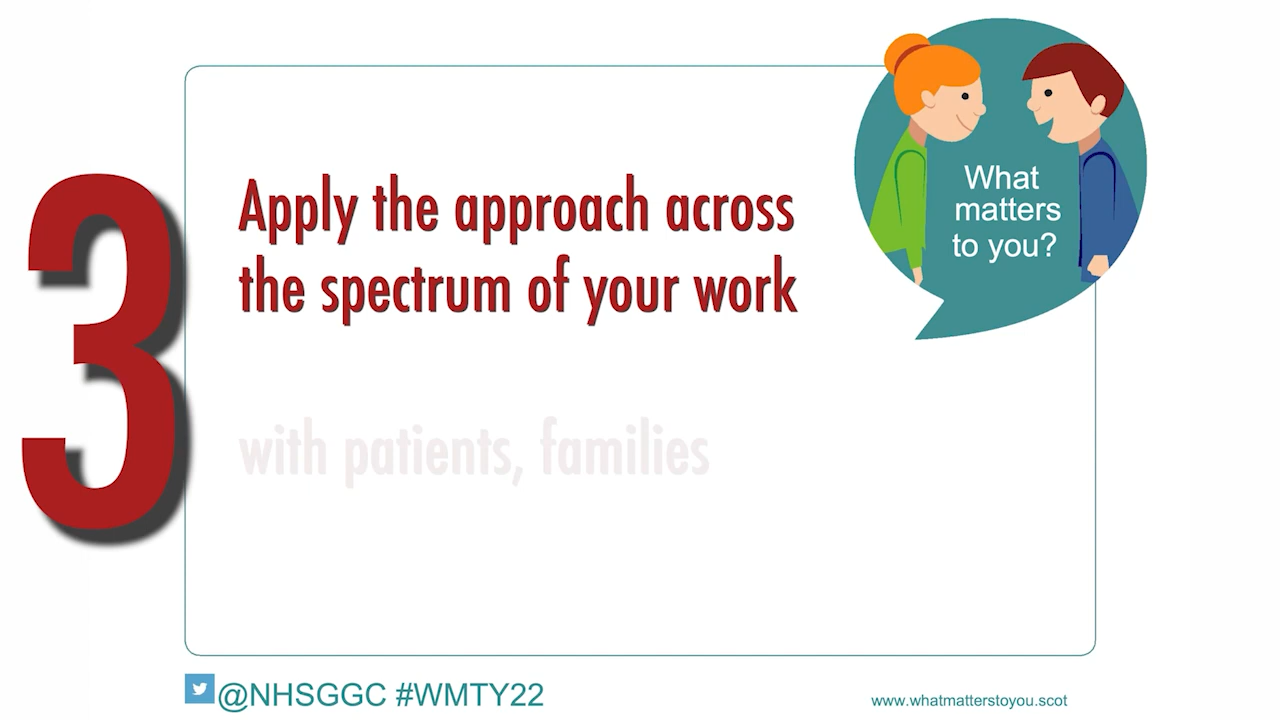 3
Apply the approach across
the spectrum of your work
with patients, families
What
matters
to you?
@NHSGGC #WMTY22
www.whatmatterstoyou.scot